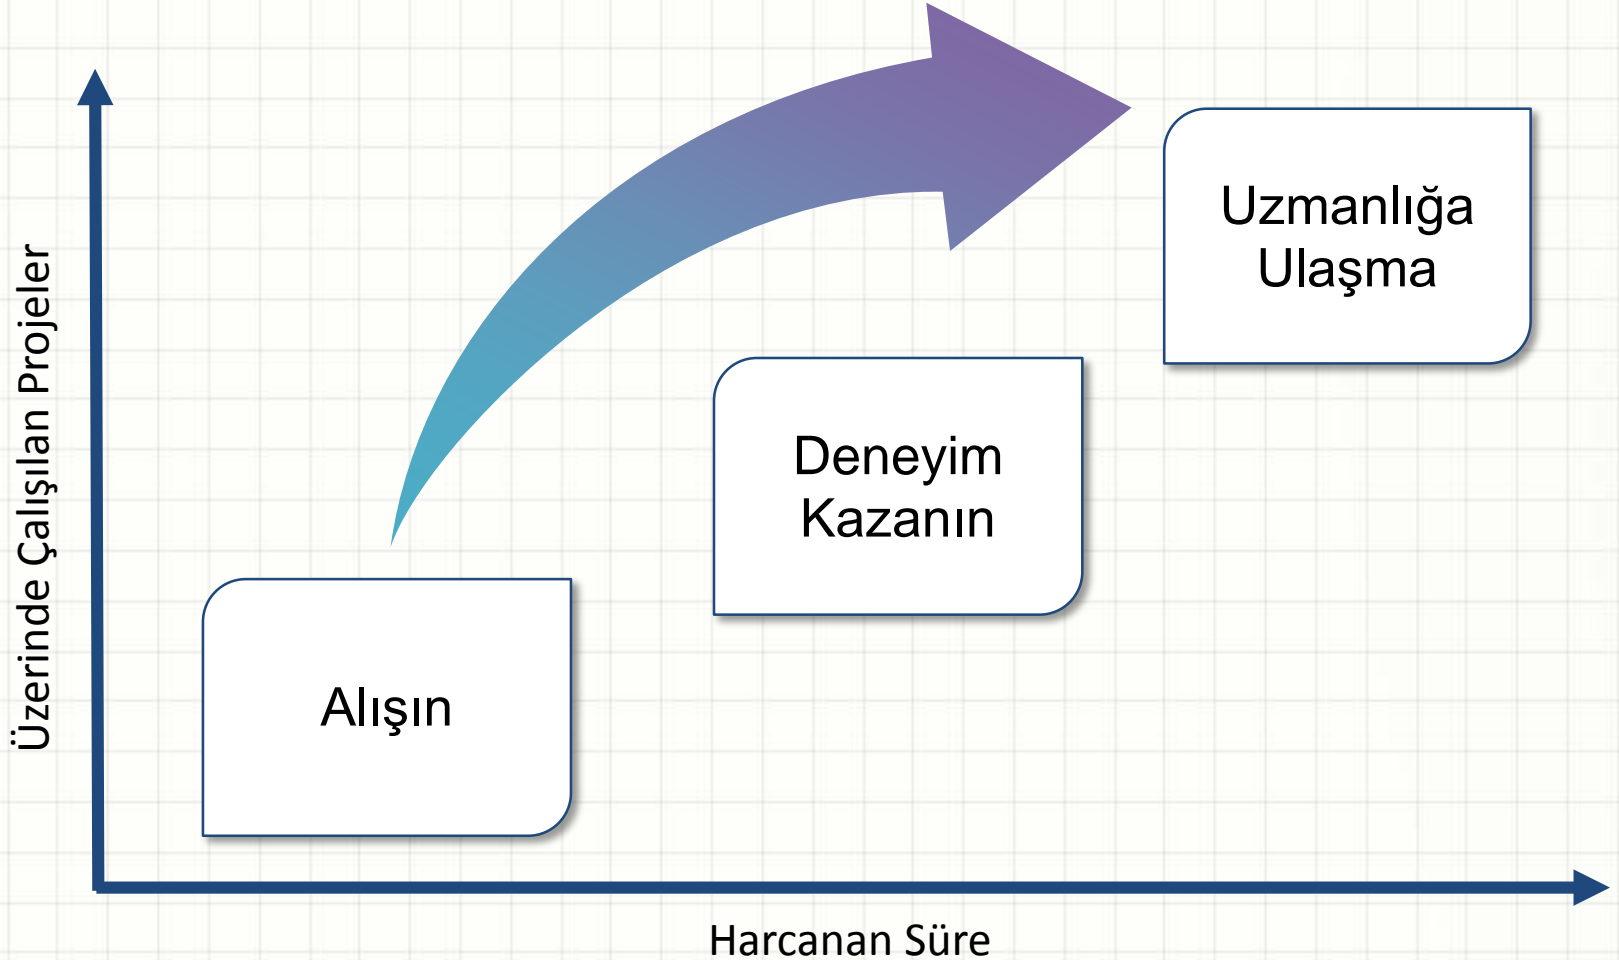 Üzerinde Çalışılan Projeler
Uzmanlığa
Ulaşma
Deneyim
Kazanın
Alışın
Harcanan Süre